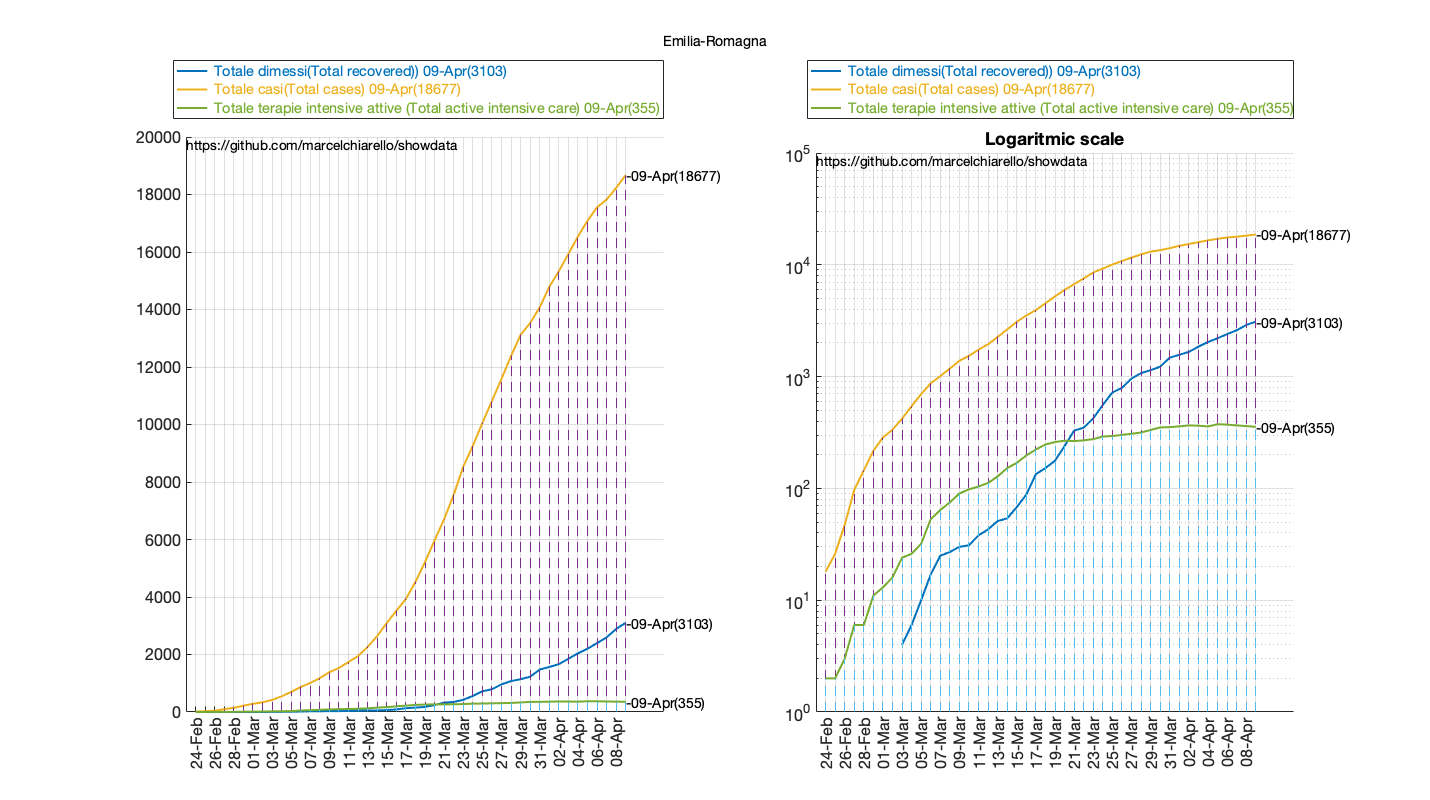 Emilia-Romagna
Totale dimessi(Total recovered)) 09-Apr(3103)
Totale casi(Total cases) 09-Apr(18677)
Totale terapie intensive attive (Total active intensive care) 09-Apr(355)
https://github.com/marcelchiarello/showdata
20000
18000
16000
14000
12000
10000
8000
6000
4000
2000
0
-09-Apr(18677)
-09-Apr(3103)
-09-Apr(355)
24-Feb
26-Feb
28-Feb
01-Mar
03-Mar
05-Mar
07-Mar
09-Mar
11-Mar
13-Mar
15-Mar
17-Mar
19-Mar
21-Mar
23-Mar
25-Mar
27-Mar
29-Mar
31-Mar
02-Apr
04-Apr
06-Apr
08-Apr
Totale dimessi(Total recovered)) 09-Apr(3103)
Totale casi(Total cases) 09-Apr(18677)
Totale terapie intensive attive (Total active intensive care) 09-Apr(355)
Logaritmic scale
https://github.com/marcelchiarello/showdata
10^5
10^4
10^3
10^2
10^1
10^0
-09-Apr(18677)
-09-Apr(3103)
-09-Apr(355)
24-Feb
26-Feb
28-Feb
01-Mar
03-Mar
05-Mar
07-Mar
09-Mar
11-Mar
13-Mar
15-Mar
17-Mar
19-Mar
21-Mar
23-Mar
25-Mar
27-Mar
29-Mar
31-Mar
02-Apr
04-Apr
06-Apr
08-Apr